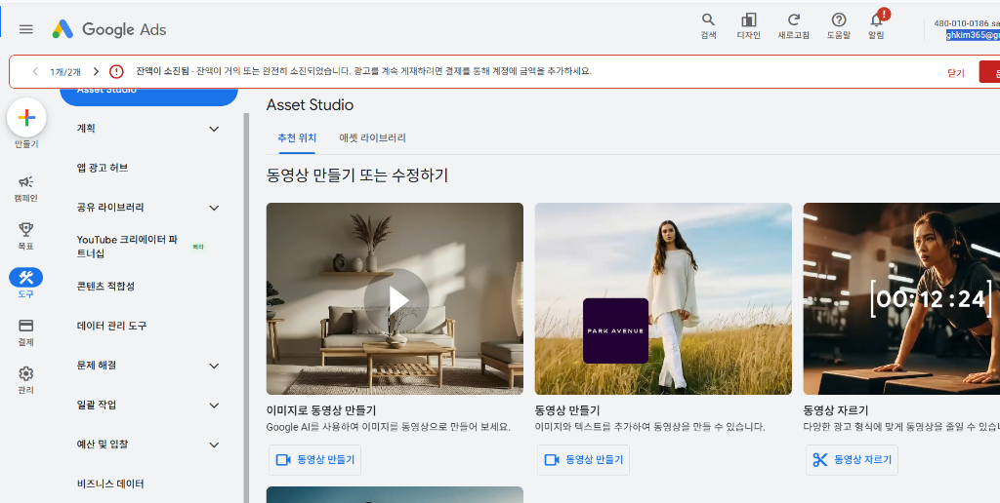 Google Ads
검색
디자인
새로고침
도움말
알림
480-010-0186 sa
ghkim365@g
1개/2개
잔액이 소진됨 - 잔액이 거의 또는 완전히 소진되었습니다. 광고를 계속 게재하려면 결제를 통해 계정에 금액을 추가하세요.
닫기
만들기
캠페인
목표
도구
결제
관리
Asset Studio
계획
앱 광고 허브
공유 라이브러리
YouTube 크리에이터 파
트너십
베타
콘텐츠 적합성
데이터 관리 도구
문제 해결
일괄 작업
예산 및 입찰
비즈니스 데이터
Asset Studio
추천 위치
애셋 라이브러리
동영상 만들기 또는 수정하기
이미지로 동영상 만들기
Google AI를 사용하여 이미지를 동영상으로 만들어 보세요.
동영상 만들기
PARK AVENUE
동영상 만들기
이미지와 텍스트를 추가하여 동영상을 만들 수 있습니다.
동영상 만들기
[00:12:24]
동영상 자르기
다양한 광고 형식에 맞게 동영상을 줄일 수 있습니
동영상 자르기